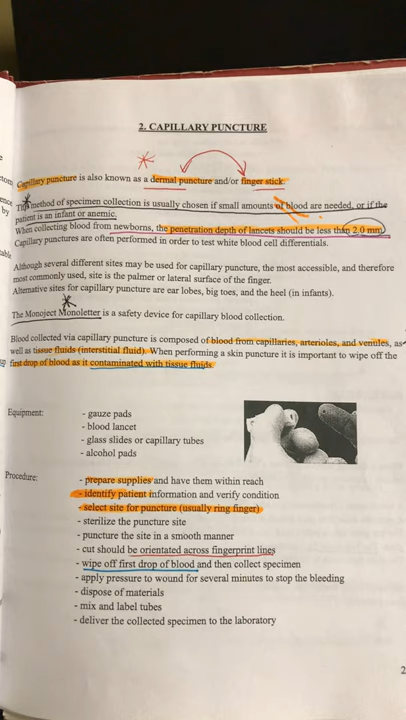 2. CAPILLARY PUNCTURE
Capillary puncture is also known as a dermal puncture and/or finger stick.
This method of specimen collection is usually chosen if small amounts of blood are needed, or if the
patient is an infant or anemic.
When collecting blood from newborns, the penetration depth of lancets should be less than 2.0 mm.
Capillary punctures are often performed in order to test white blood cell differentials.
Although several different sites may be used for capillary puncture, the most accessible, and therefore
most commonly used, site is the palmar or lateral surface of the finger.
Alternative sites for capillary puncture are ear lobes, big toes, and the heel (in infants).
The Monoject Monoletter is a safety device for capillary blood collection.
Blood collected via capillary puncture is composed of blood from capillaries, arterioles, and venules, as
well as tissue fluids (interstitial fluid). When performing a skin puncture it is important to wipe off the
first drop of blood as it contaminated with tissue fluids.
Equipment:
- gauze pads
- blood lancet
- glass slides or capillary tubes
- alcohol pads
Procedure:
- prepare supplies and have them within reach
- identify patient information and verify condition
- select site for puncture (usually ring finger)
- sterilize the puncture site
- puncture the site in a smooth manner
- cut should be orientated across fingerprint lines
- wipe off first drop of blood and then collect specimen
- apply pressure to wound for several minutes to stop the bleeding
- dispose of materials
- mix and label tubes
- deliver the collected specimen to the laboratory
2